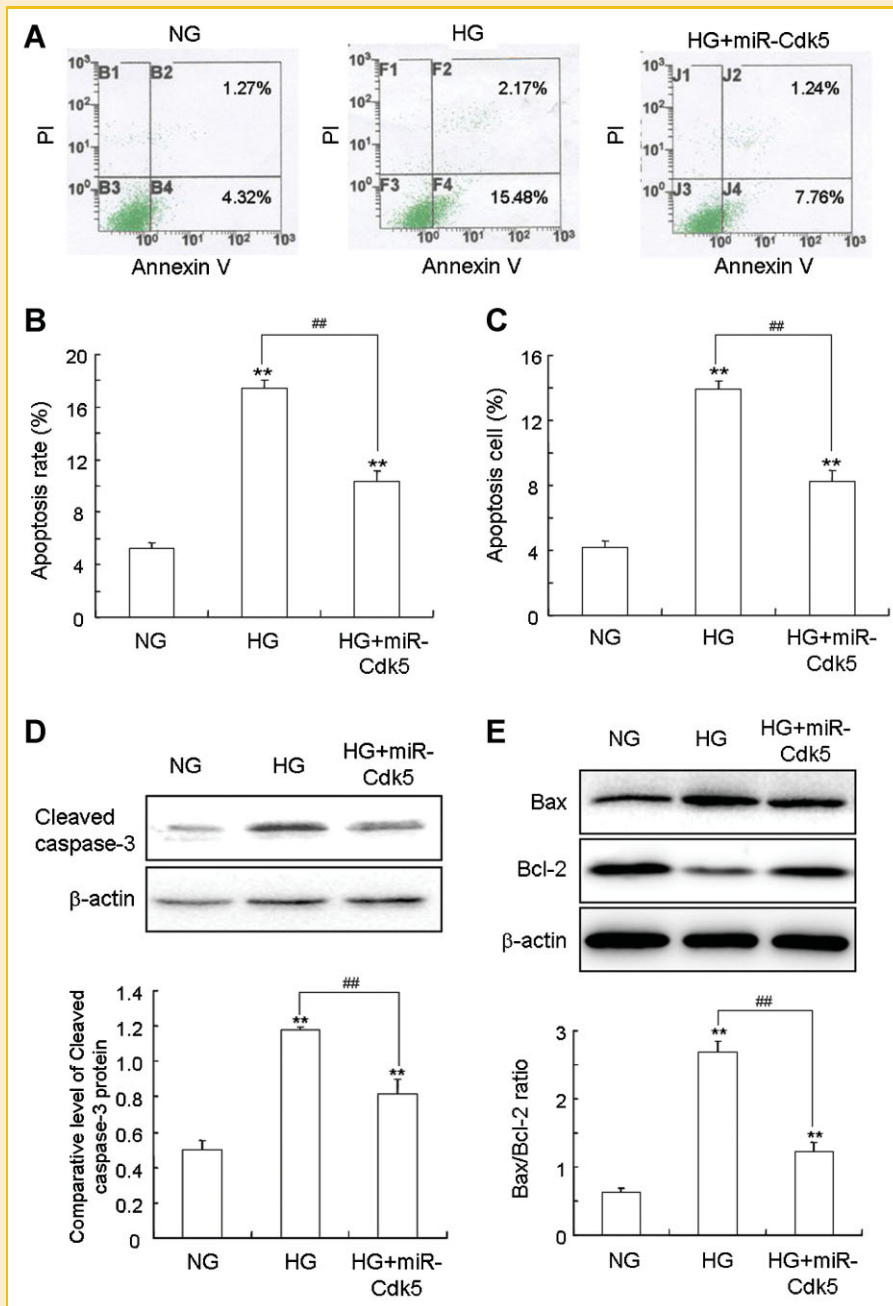 A
NG
HG
HG+miR-Cdk5
PI
10³
10²
10¹
10⁰
B1
B2
1.27%
B3
B4
4.32%
10⁰ 10¹ 10² 10³
Annexin V
PI
10³
10²
10¹
10⁰
F1
F2
2.17%
F3
F4
15.48%
10⁰ 10¹ 10² 10³
Annexin V
PI
10³
10²
10¹
10⁰
J1
J2
1.24%
J3
J4
7.76%
10⁰ 10¹ 10² 10³
Annexin V
B
Apoptosis rate (%)
20
16
12
8
4
0
**
##
**
NG
HG
HG+miR-
Cdk5
C
Apoptosis cell (%)
16
12
8
4
0
**
##
**
NG
HG
HG+miR-
Cdk5
D
NG
HG
HG+miR-
Cdk5
Cleaved
caspase-3
β-actin
Comparative level of Cleaved
caspase-3 protein
1.4
1.2
1.0
0.8
0.6
0.4
0.2
0
**
##
**
NG
HG
HG+miR-
Cdk5
E
NG
HG
HG+miR-
Cdk5
Bax
Bcl-2
β-actin
Bax/Bcl-2 ratio
3
2
1
0
**
##
**
NG
HG
HG+miR-
Cdk5